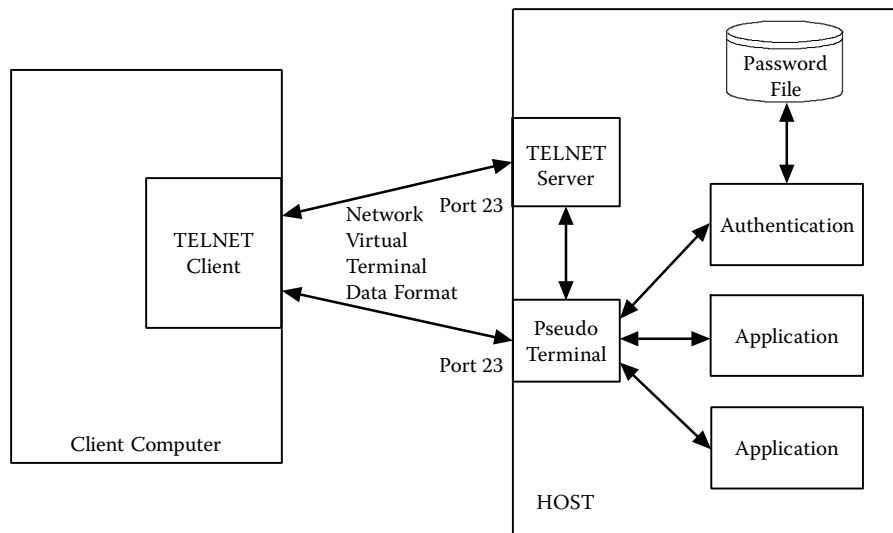 Password
File
TELNET
Server
Port 23
Network
Virtual
Terminal
Data Format
TELNET
Client
Authentication
Pseudo
Terminal
Application
Port 23
Application
Client Computer
HOST